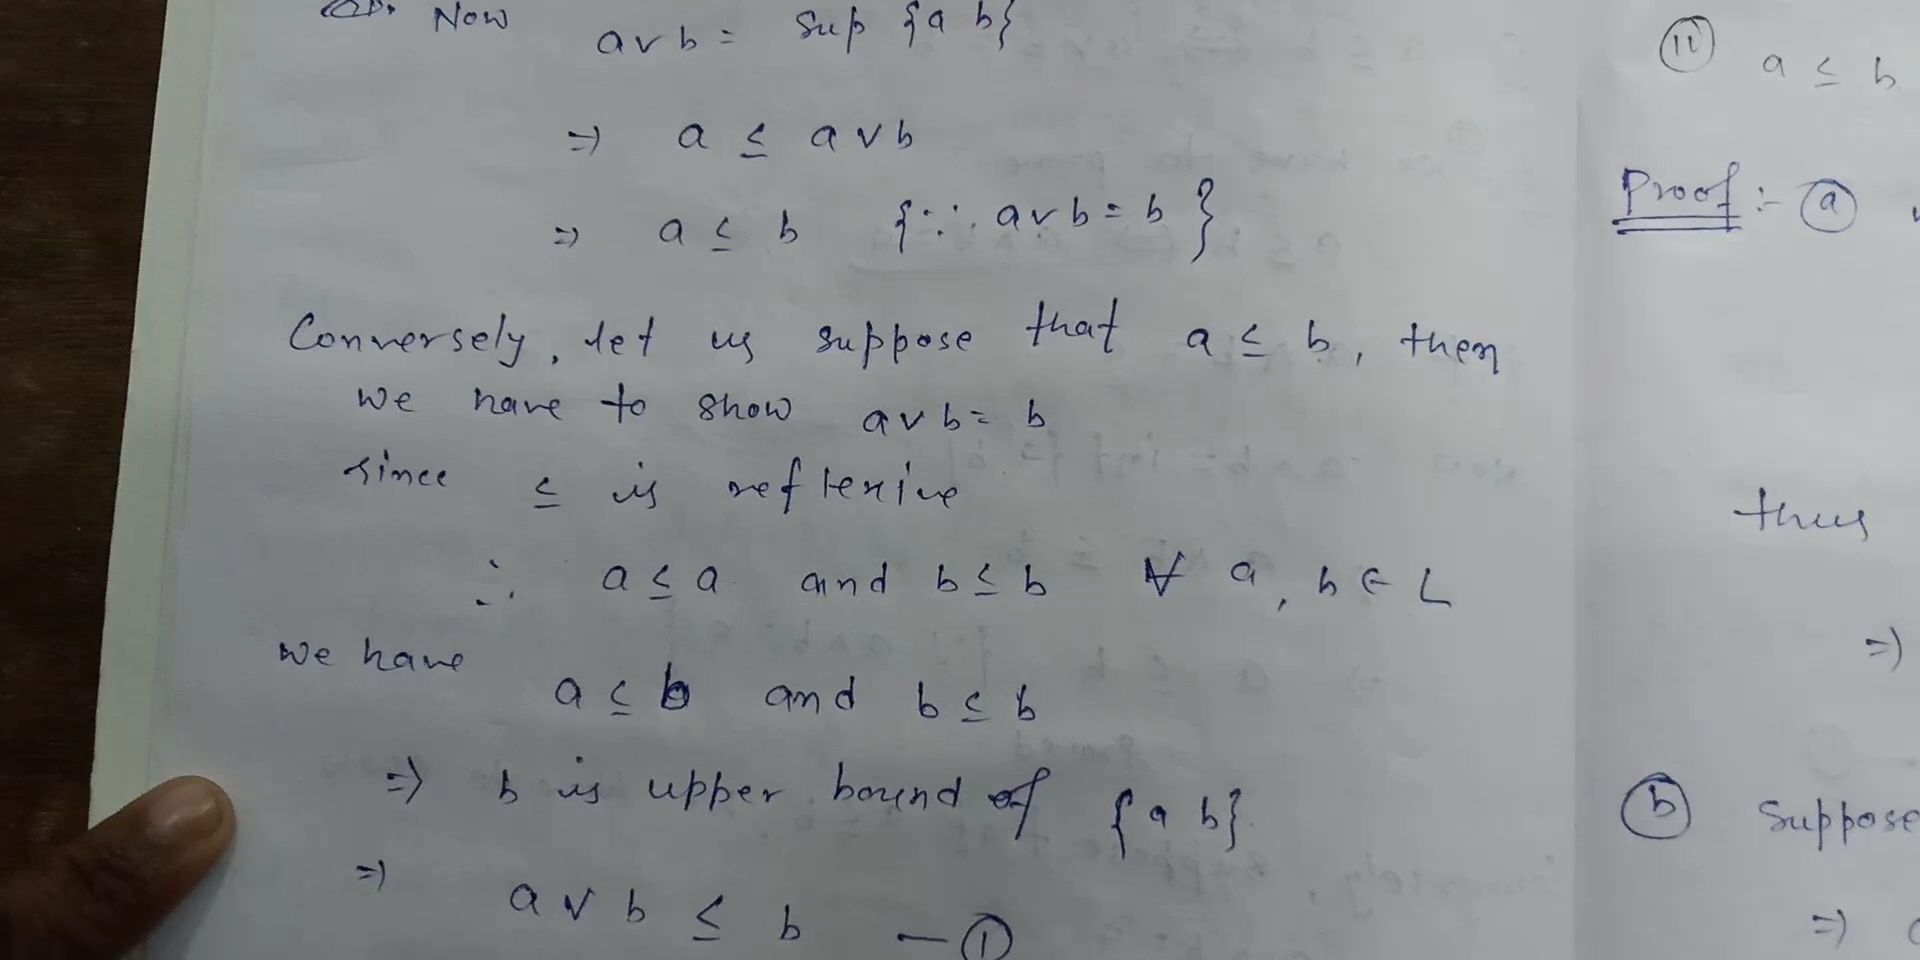 Now a ∨ b = Sup {a b}
⇒ a ≤ a ∨ b
⇒ a ≤ b {∵ a ∨ b = b}
Conversely, let us suppose that a ≤ b, then
we have to show a ∨ b = b
since ≤ is reflexive
∴ a ≤ a and b ≤ b ∀ a, b ∈ L
we have
a ≤ b and b ≤ b
⇒ b is upper bound of {a b}
⇒ a ∨ b ≤ b — ①
a ≤ b
Proof :- ⓐ
thus
⇒
ⓑ Suppose
⇒